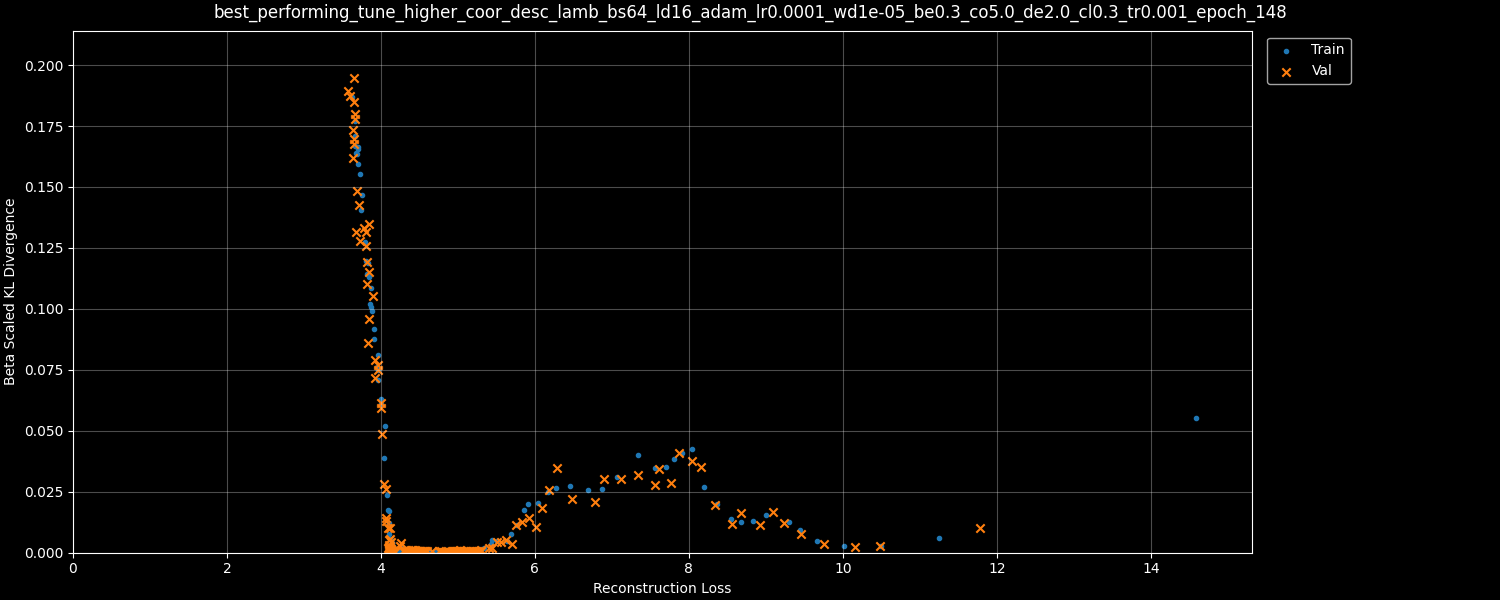 best_performing_tune_higher_coor_desc_lamb_bs64_ld16_adam_lr0.0001_wd1e-05_be0.3_co5.0_de2.0_cl0.3_tr0.001_epoch_148
Train
Val
0.200
0.175
0.150
0.125
0.100
0.075
0.050
0.025
0.000
Beta Scaled KL Divergence
0 2 4 6 8 10 12 14
Reconstruction Loss